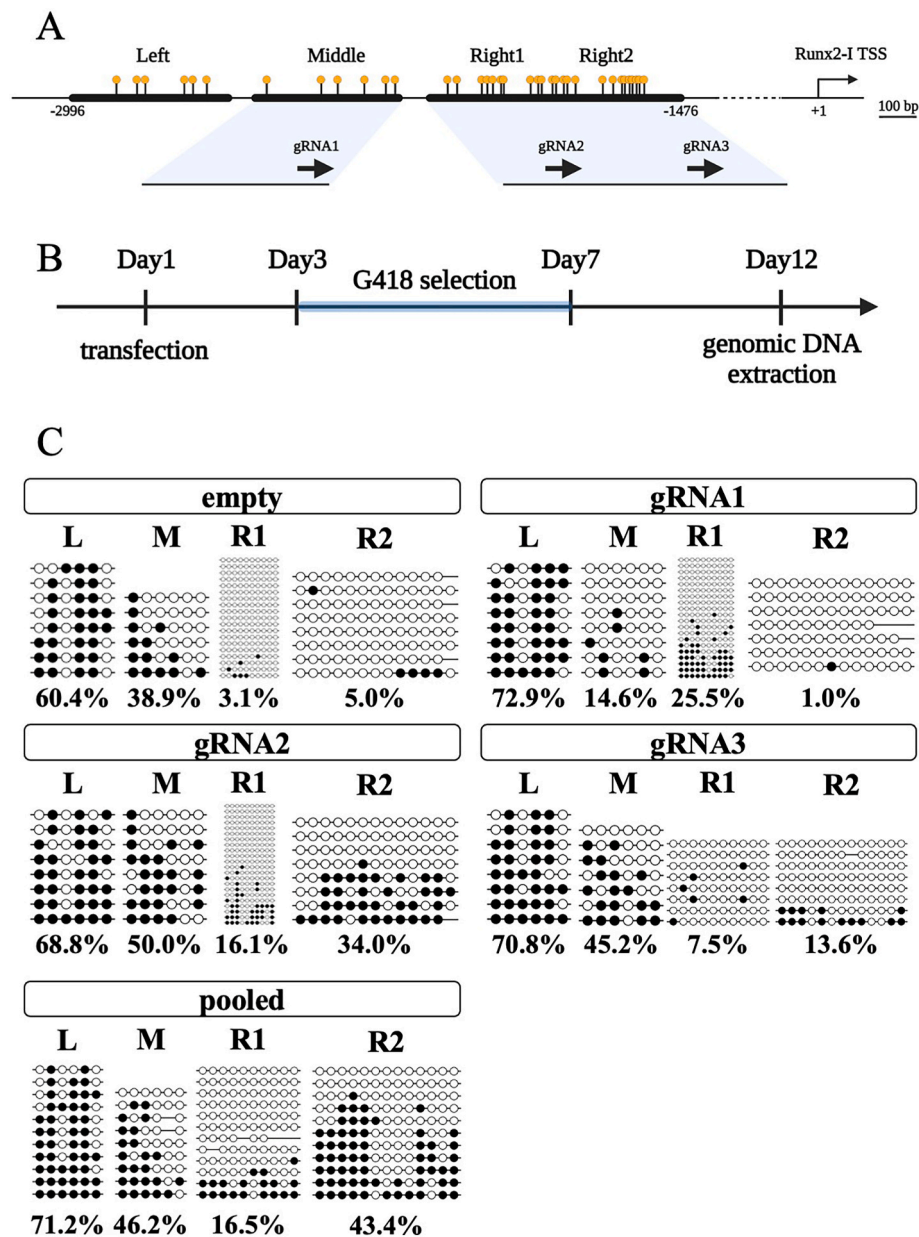 A
Left
Middle
Right1
Right2
Runx2-I TSS
-2996
-1476
+1
100 bp
gRNA1
gRNA2
gRNA3
B
Day1
Day3
Day7
Day12
G418 selection
transfection
genomic DNA
extraction
C
empty
L M R1 R2
60.4% 38.9% 3.1% 5.0%
gRNA1
L M R1 R2
72.9% 14.6% 25.5% 1.0%
gRNA2
L M R1 R2
68.8% 50.0% 16.1% 34.0%
gRNA3
L M R1 R2
70.8% 45.2% 7.5% 13.6%
pooled
L M R1 R2
71.2% 46.2% 16.5% 43.4%